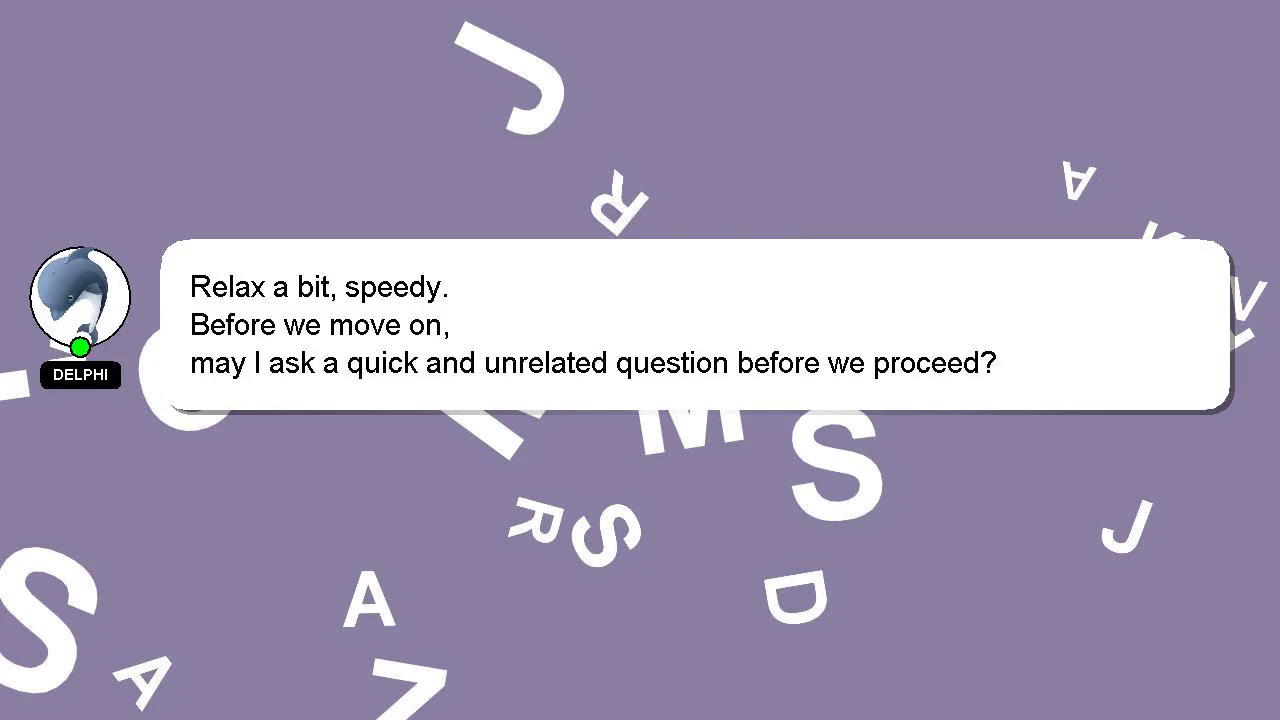 J
R
A
K
Relax a bit, speedy.
Before we move on,
may I ask a quick and unrelated question before we proceed?
DELPHI
M
S
R
S
J
A
D
S
A
Z